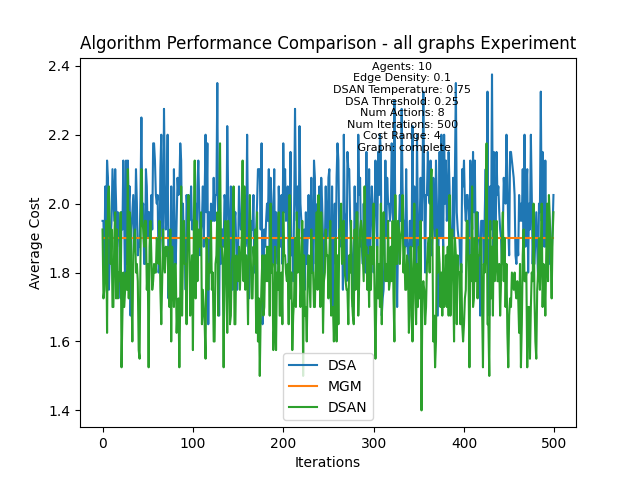 Algorithm Performance Comparison - all graphs Experiment
Agents: 10
Edge Density: 0.1
DSAN Temperature: 0.75
DSA Threshold: 0.25
Num Actions: 8
Num Iterations: 500
Cost Range: 4
Graph: complete
2.4
2.2
2.0
1.8
1.6
1.4
Average Cost
DSA
MGM
DSAN
0
100
200
300
400
500
Iterations